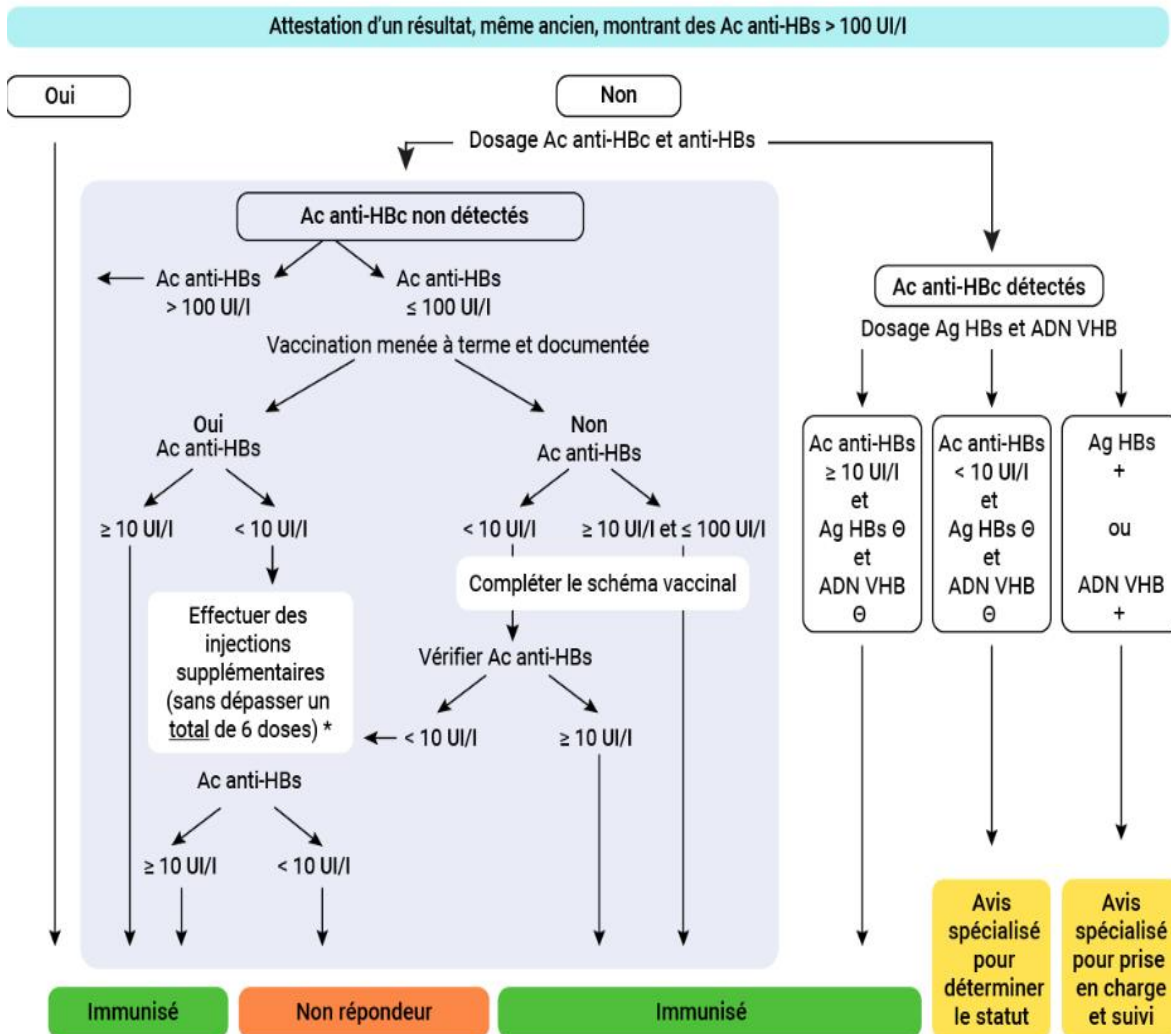 Attestation d'un résultat, même ancien, montrant des Ac anti-HBs > 100 UI/l
Oui
Non
Dosage Ac anti-HBc et anti-HBs
Ac anti-HBc non détectés
Ac anti-HBs
> 100 UI/l
Ac anti-HBs
≤ 100 UI/l
Vaccination menée à terme et documentée
Oui
Ac anti-HBs
Non
Ac anti-HBs
≥ 10 UI/l
< 10 UI/l
< 10 UI/l
≥ 10 UI/l et ≤ 100 UI/l
Effectuer des
injections
supplémentaires
(sans dépasser un
total de 6 doses) *
Compléter le schéma vaccinal
Vérifier Ac anti-HBs
< 10 UI/l
≥ 10 UI/l
Ac anti-HBs
≥ 10 UI/l
< 10 UI/l
Ac anti-HBc détectés
Dosage Ag HBs et ADN VHB
Ac anti-HBs
≥ 10 UI/l
et
Ag HBs Θ
et
ADN VHB
Θ
Ac anti-HBs
< 10 UI/l
et
Ag HBs Θ
et
ADN VHB
Θ
Ag HBs
+
ou
ADN VHB
+
Immunisé
Non répondeur
Immunisé
Avis
spécialisé
pour
déterminer
le statut
Avis
spécialisé
pour prise
en charge
et suivi